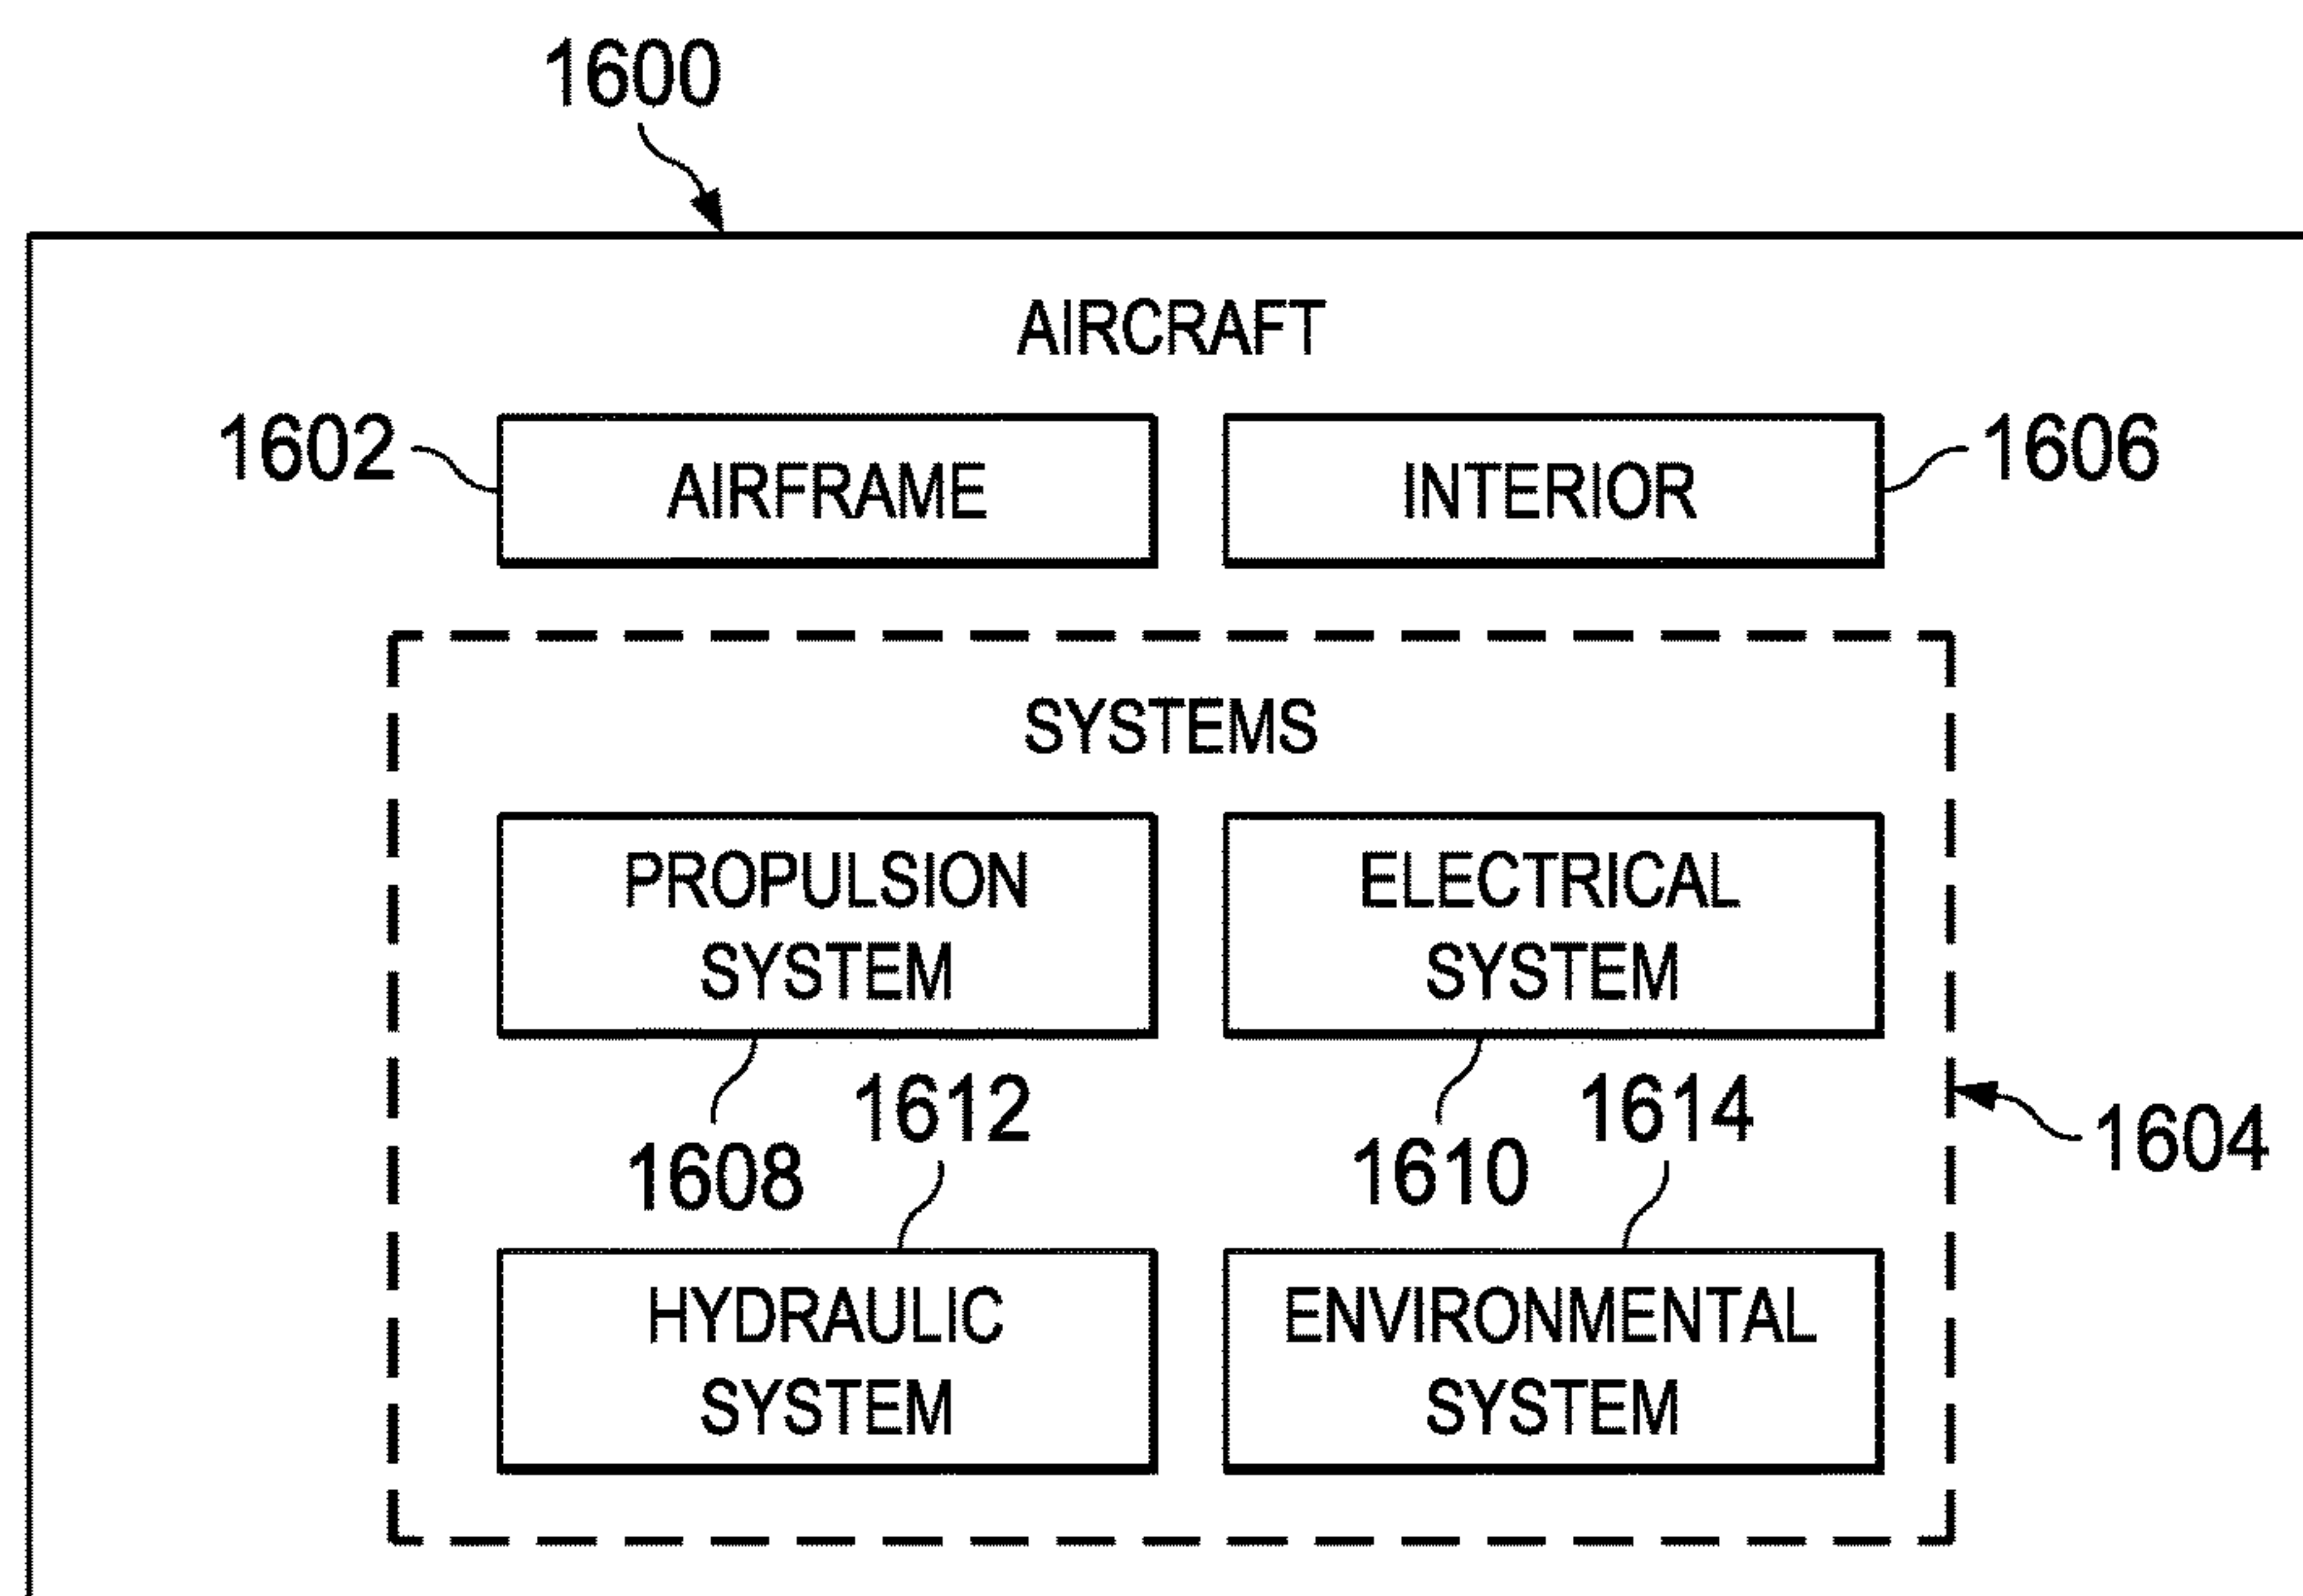 1600
AIRCRAFT
1602
AIRFRAME
INTERIOR
1606
SYSTEMS
PROPULSION
SYSTEM
ELECTRICAL
SYSTEM
1608
1612
1610
1614
1604
HYDRAULIC
SYSTEM
ENVIRONMENTAL
SYSTEM